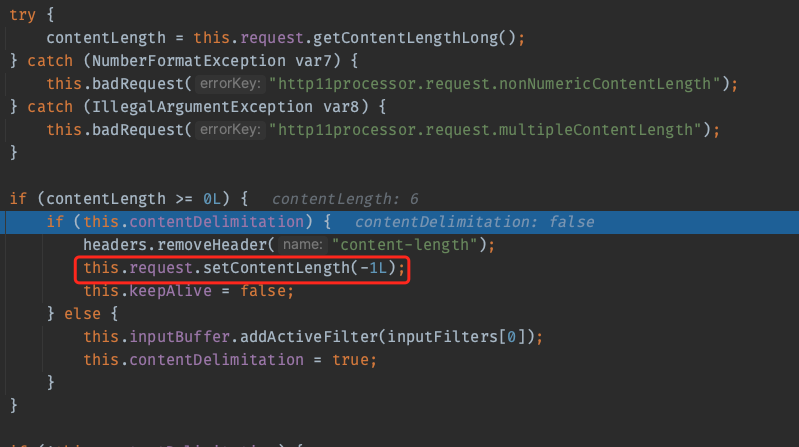 try {
    contentLength = this.request.getContentLengthLong();
} catch (NumberFormatException var7) {
    this.badRequest( errorKey: "http11processor.request.nonNumericContentLength");
} catch (IllegalArgumentException var8) {
    this.badRequest( errorKey: "http11processor.request.multipleContentLength");
}
if (contentLength >= 0L) {  contentLength: 6
    if (this.contentDelimitation) {  contentDelimitation: false
        headers.removeHeader( name: "content-length");
        this.request.setContentLength(-1L);
        this.keepAlive = false;
    } else {
        this.inputBuffer.addActiveFilter(inputFilters[0]);
        this.contentDelimitation = true;
    }
}